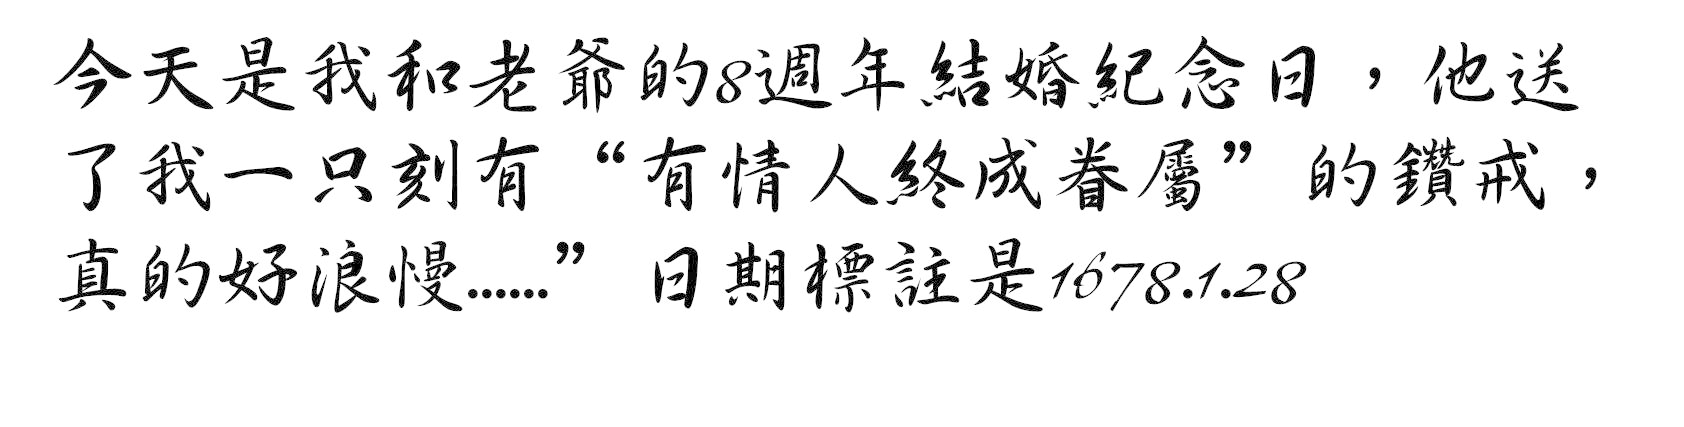 今天是我和老爺的8週年結婚紀念日，他送
了我一只刻有“有情人終成眷屬”的鑽戒，
真的好浪慢......”日期標註是1678.1.28